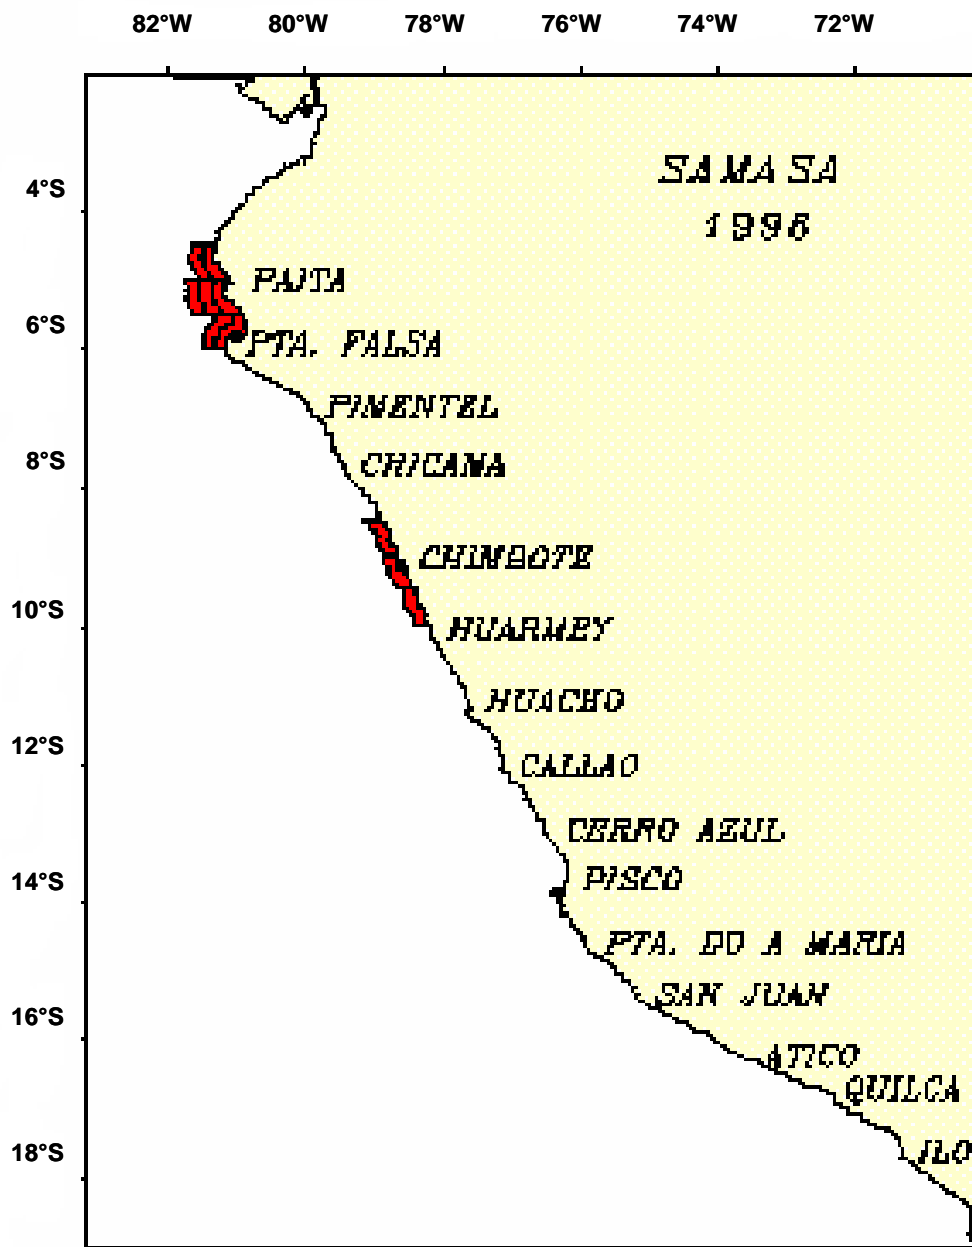 82°W 80°W 78°W 76°W 74°W 72°W
4°S
SAMASA
1996
PAITA
6°S
PTA. FALSA
PIMENTEL
8°S
CHICAMA
CHIMBOTE
10°S
HUARMEY
HUACHO
12°S
CALLAO
CERRO AZUL
14°S
PISCO
PTA. DO A MARIA
SAN JUAN
16°S
ATICO
QUILCA
18°S
ILO